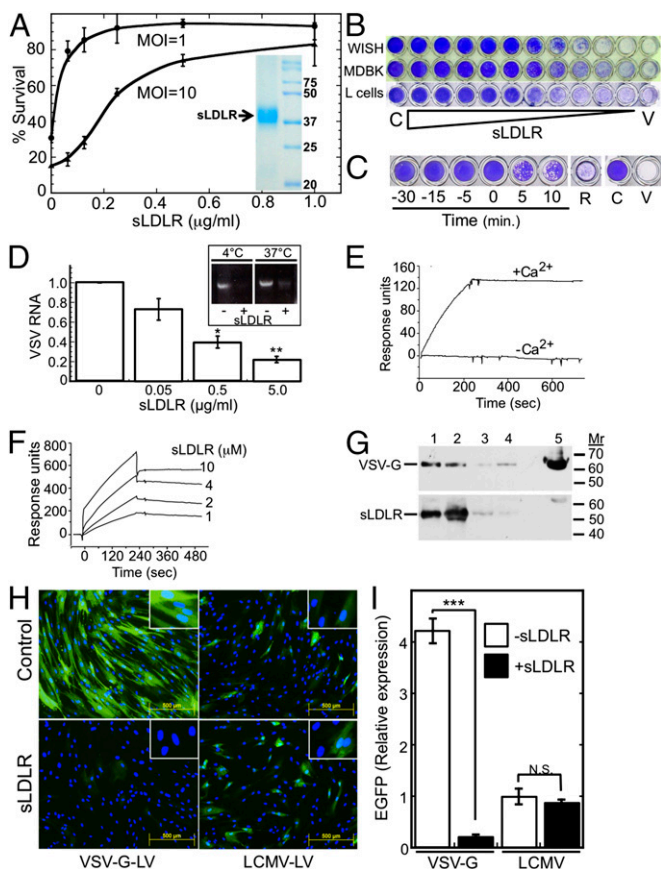 A
% Survival
80
60
40
20
0
MOI=1
MOI=10
sLDLR
75
50
37
25
20
0 0.2 0.4 0.6 0.8 1.0
sLDLR (µg/ml)
B
WISH
MDBK
L cells
C V
sLDLR
C
-30 -15 -5 0 5 10 R C V
Time (min.)
D
VSV RNA
1.0
0.8
0.6
0.4
0.2
4°C 37°C
- + - +
sLDLR
* **
0 0.05 0.5 5.0
sLDLR (µg/ml)
E
Response units
160
120
80
40
0
+Ca2+
-Ca2+
0 200 400 600
Time (sec)
F
Response units
800
600
400
200
0
sLDLR (µM)
10
4
2
1
0 120 240 360 480
Time (sec)
G
1 2 3 4 5 Mr
VSV-G
70
60
50
sLDLR
60
50
40
H
Control
sLDLR
500 µm
500 µm
500 µm
500 µm
VSV-G-LV LCMV-LV
I
EGFP (Relative expression)
4
3
2
1
0
***
-sLDLR
+sLDLR
N.S.
VSV-G LCMV